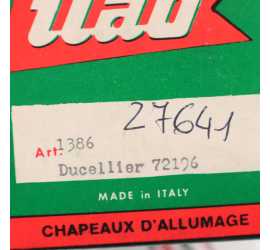 27641
Art. 1386
Ducellier 72196
MADE in ITALY
CHAPEAUX D'ALLUMAGE